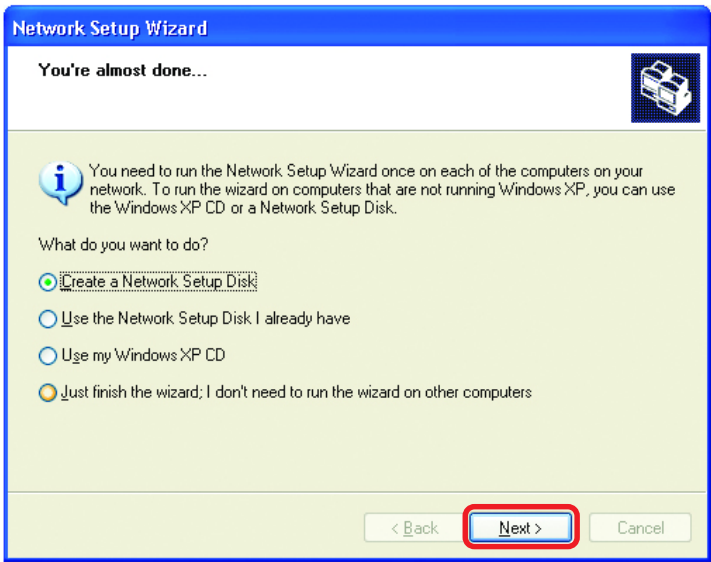 Network Setup Wizard
You're almost done...
You need to run the Network Setup Wizard once on each of the computers on your
network. To run the wizard on computers that are not running Windows XP, you can use
the Windows XP CD or a Network Setup Disk.
What do you want to do?
Create a Network Setup Disk
Use the Network Setup Disk I already have
Use my Windows XP CD
Just finish the wizard; I don't need to run the wizard on other computers
< Back Next > Cancel